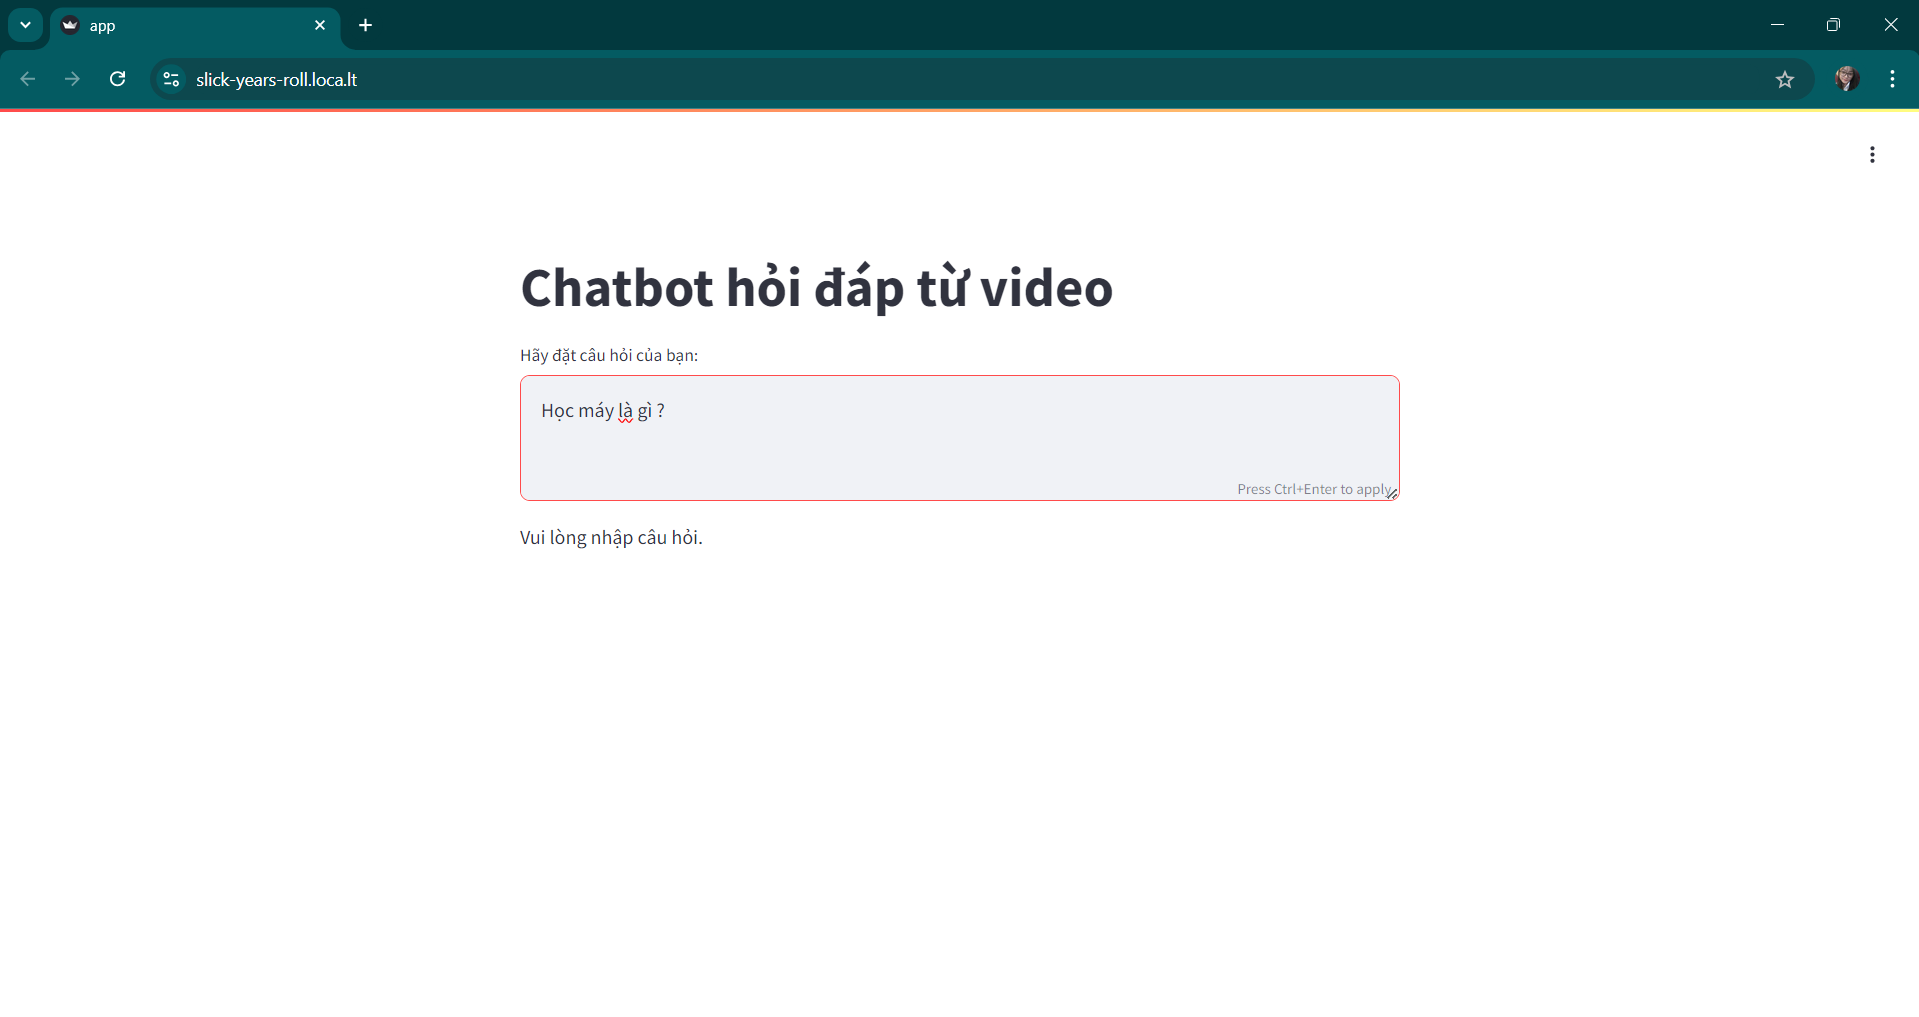 app
slick-years-roll.loca.lt
Chatbot hỏi đáp từ video
Hãy đặt câu hỏi của bạn:
Học máy là gì ?
Press Ctrl+Enter to apply
Vui lòng nhập câu hỏi.